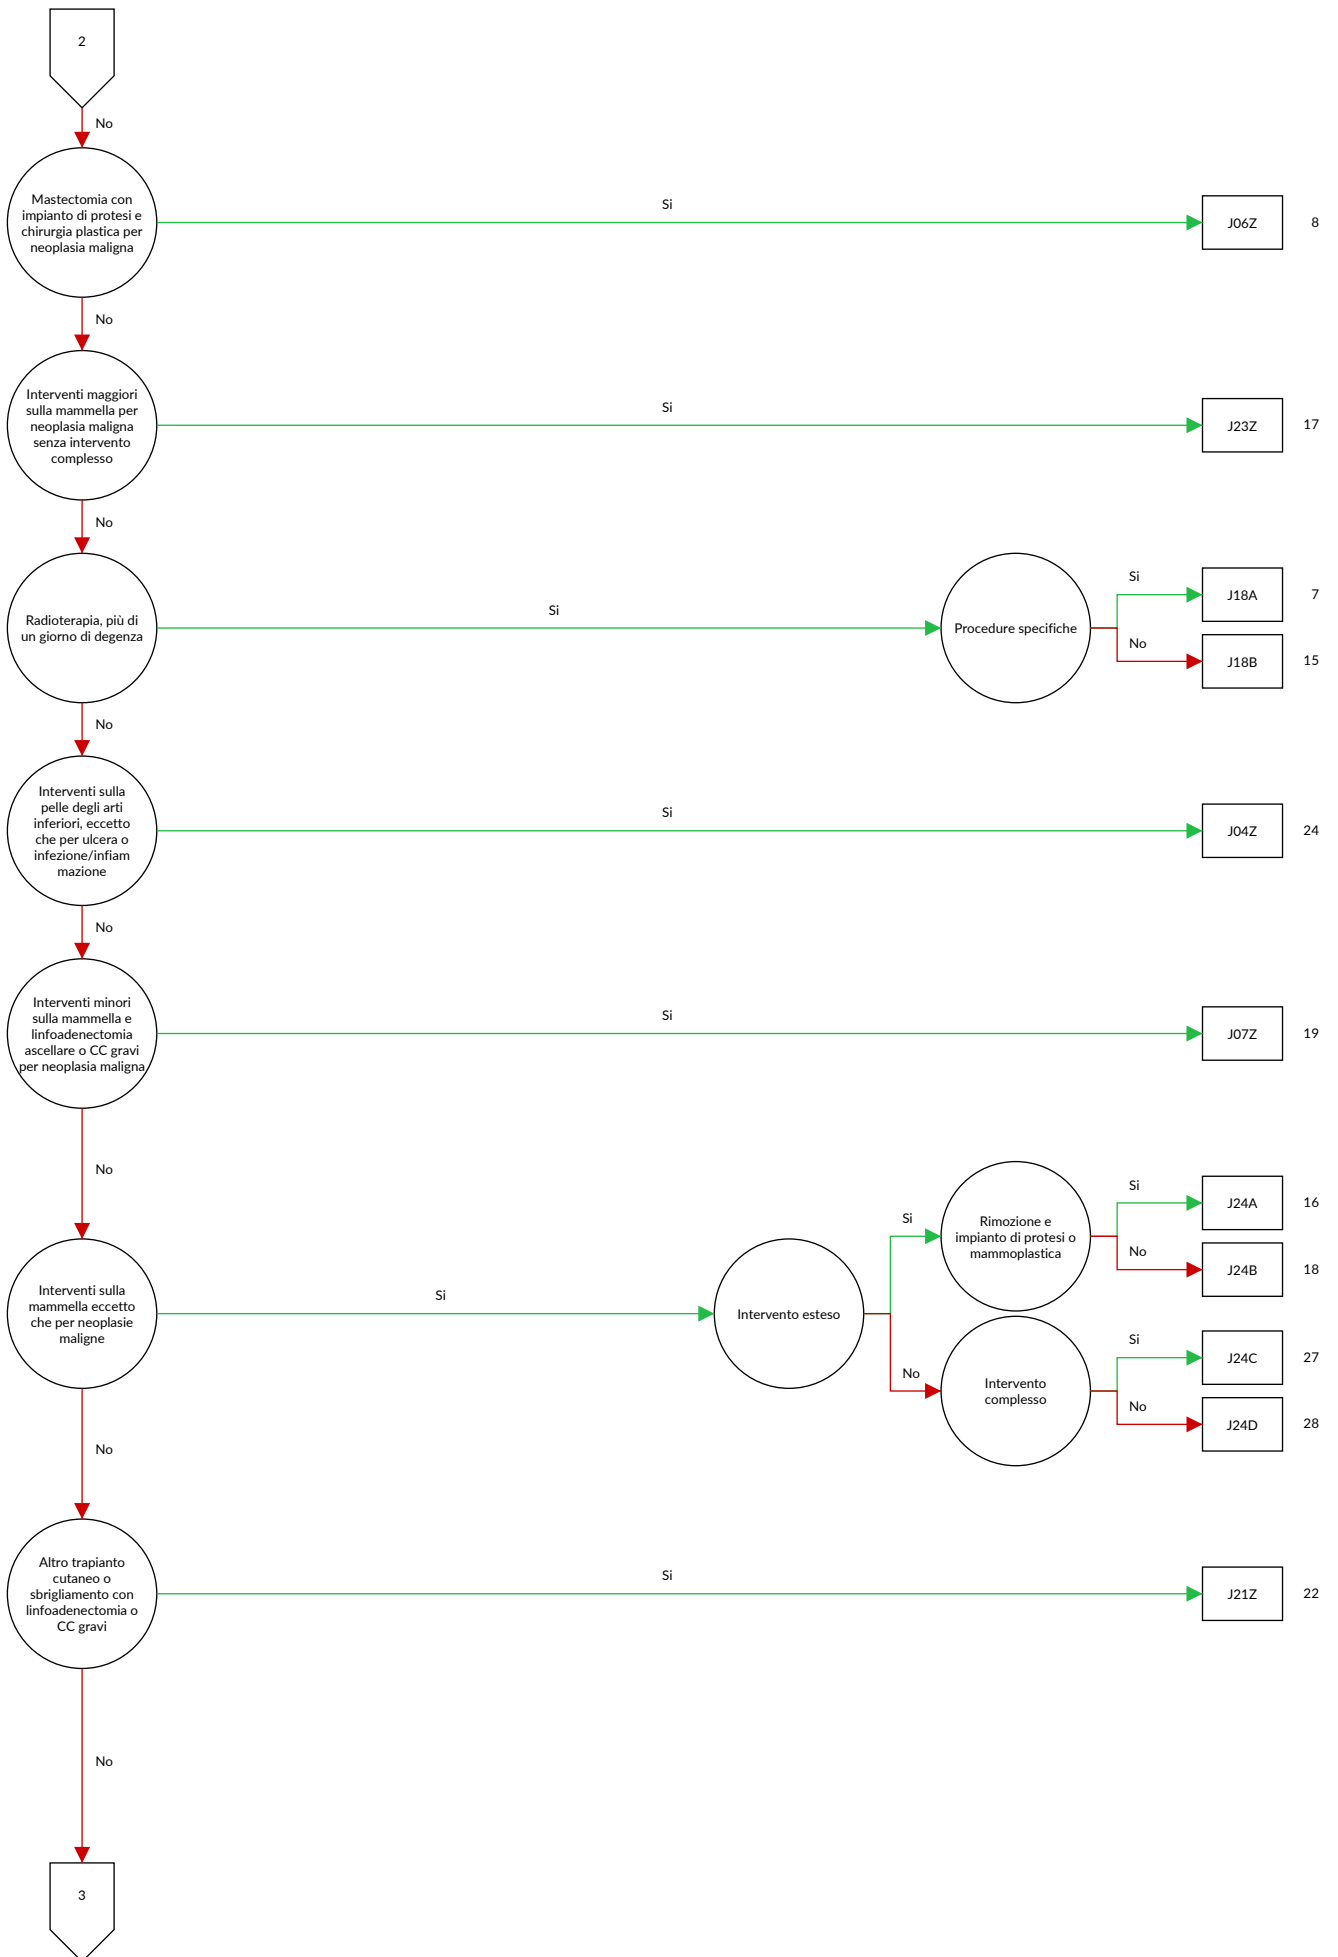 2
No
Mastectomia con
impianto di protesi e
chirurgia plastica per
neoplasia maligna
Si
J06Z
8
No
Interventi maggiori
sulla mammella per
neoplasia maligna
senza intervento
complesso
Si
J23Z
17
No
Radioterapia, più di
un giorno di degenza
Si
Procedure specifiche
Si
J18A
7
No
J18B
15
No
Interventi sulla
pelle degli arti
inferiori, eccetto
che per ulcera o
infezione/infiam
mazione
Si
J04Z
24
No
Interventi minori
sulla mammella e
linfoadenectomia
ascellare o CC gravi
per neoplasia maligna
Si
J07Z
19
No
Interventi sulla
mammella eccetto
che per neoplasie
maligne
Si
Intervento esteso
Si
Rimozione e
impianto di protesi o
mammoplastica
Si
J24A
16
No
J24B
18
No
Intervento
complesso
Si
J24C
27
No
J24D
28
No
Altro trapianto
cutaneo o
sbrigliamento con
linfoadenectomia o
CC gravi
Si
J21Z
22
No
3